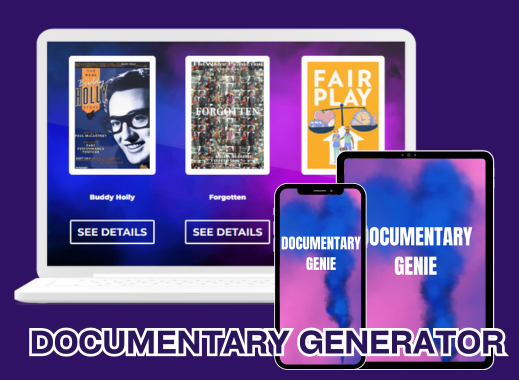 THE REAL
Buddy
HOLLY
STORY
PAUL McCARTNEY
RARE
PERFORMANCE
FOOTAGE
FORGOTTEN
FAIR
PLAY
Buddy Holly
Forgotten
SEE DETAILS
SEE DETAILS
DOCUMENTARY
GENIE
DOCUMENTARY
GENIE
DOCUMENTARY GENERATOR